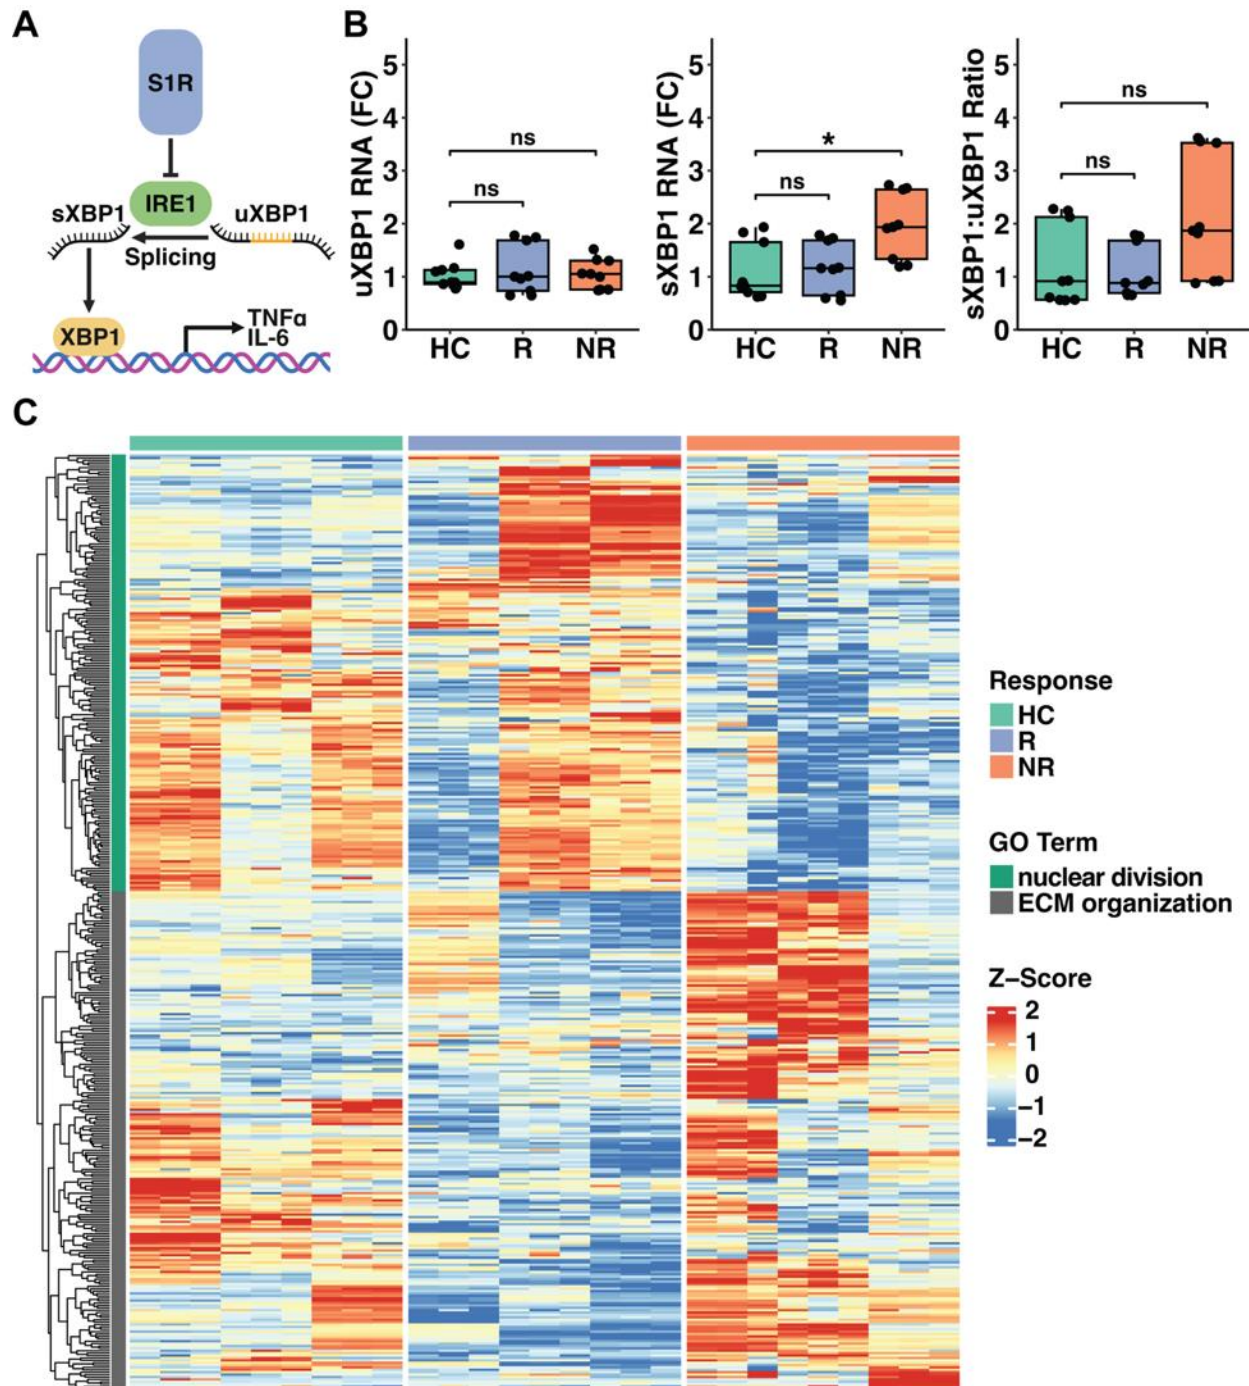 A
S1R
IRE1
sXBP1
uXBP1
Splicing
XBP1
TNFα
IL-6
B
uXBP1 RNA (FC)
5
4
3
2
1
0
ns
ns
HC R NR
sXBP1 RNA (FC)
5
4
3
2
1
0
*
ns
HC R NR
sXBP1:uXBP1 Ratio
5
4
3
2
1
0
ns
ns
HC R NR
C
Response
HC
R
NR
GO Term
nuclear division
ECM organization
Z-Score
2
1
0
-1
-2